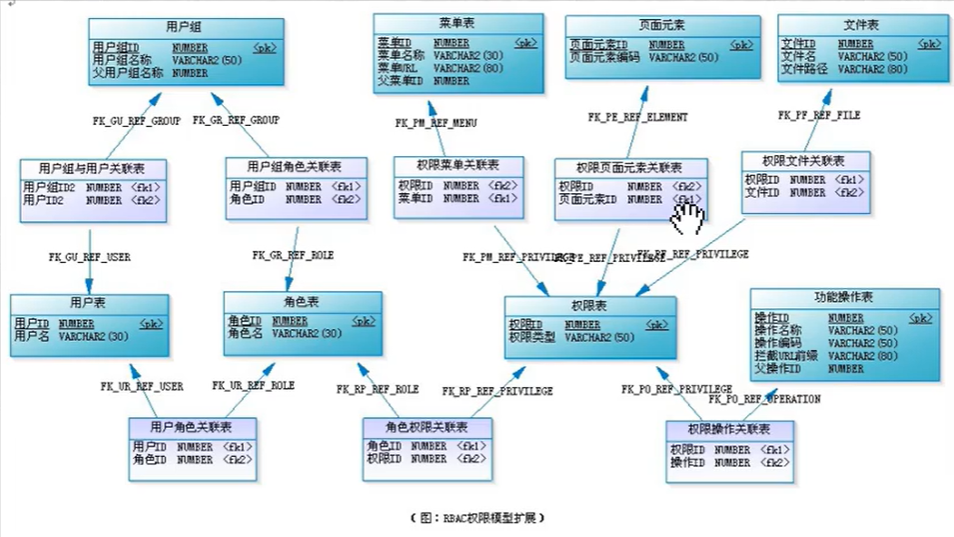 用户组
用户组ID NUMBER <pk>
用户组名称 VARCHAR2(50)
父用户组名称 NUMBER
菜单表
菜单ID NUMBER <pk>
菜单名称 VARCHAR2(30)
菜单URL VARCHAR2(80)
父菜单ID NUMBER
页面元素
页面元素ID NUMBER <pk>
页面元素编码 VARCHAR2(50)
文件表
文件ID NUMBER <pk>
文件名 VARCHAR2(50)
文件路径 VARCHAR2(80)
FK_GU_REF_GROUP
FK_GR_REF_GROUP
FK_PM_REF_MENU
FK_PE_REF_ELEMENT
FK_PF_REF_FILE
用户组与用户关联表
用户组ID2 NUMBER <fk1>
用户ID2 NUMBER <fk2>
用户组角色关联表
用户组ID NUMBER <fk1>
角色ID NUMBER <fk2>
权限菜单关联表
权限ID NUMBER <fk2>
菜单ID NUMBER <fk1>
权限页面元素关联表
权限ID NUMBER <fk2>
页面元素ID NUMBER <fk1>
权限文件关联表
权限ID NUMBER <fk1>
文件ID NUMBER <fk2>
FK_GU_REF_USER
FK_GR_REF_ROLE
FK_PM_REF_PRIVILEGE
FK_PE_REF_PRIVILEGE
FK_PF_REF_PRIVILEGE
用户表
用户ID NUMBER <pk>
用户名 VARCHAR2(30)
角色表
角色ID NUMBER <pk>
角色名 VARCHAR2(30)
权限表
权限ID NUMBER <pk>
权限类型 VARCHAR2(50)
功能操作表
操作ID NUMBER <pk>
操作名称 VARCHAR2(50)
操作编码 VARCHAR2(50)
拦截URL前缀 VARCHAR2(80)
父操作ID NUMBER
FK_UR_REF_USER
FK_UR_REF_ROLE
FK_RP_REF_ROLE
FK_RP_REF_PRIVILEGE
FK_PO_REF_PRIVILEGE
FK_PO_REF_OPERATION
用户角色关联表
用户ID NUMBER <fk1>
角色ID NUMBER <fk2>
角色权限关联表
角色ID NUMBER <fk1>
权限ID NUMBER <fk2>
权限操作关联表
权限ID NUMBER <fk1>
操作ID NUMBER <fk2>
（图：RBAC权限模型扩展）